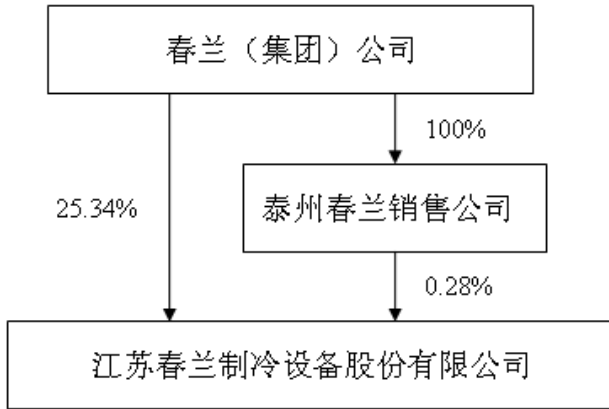 春兰（集团）公司
100%
25.34%
泰州春兰销售公司
0.28%
江苏春兰制冷设备股份有限公司